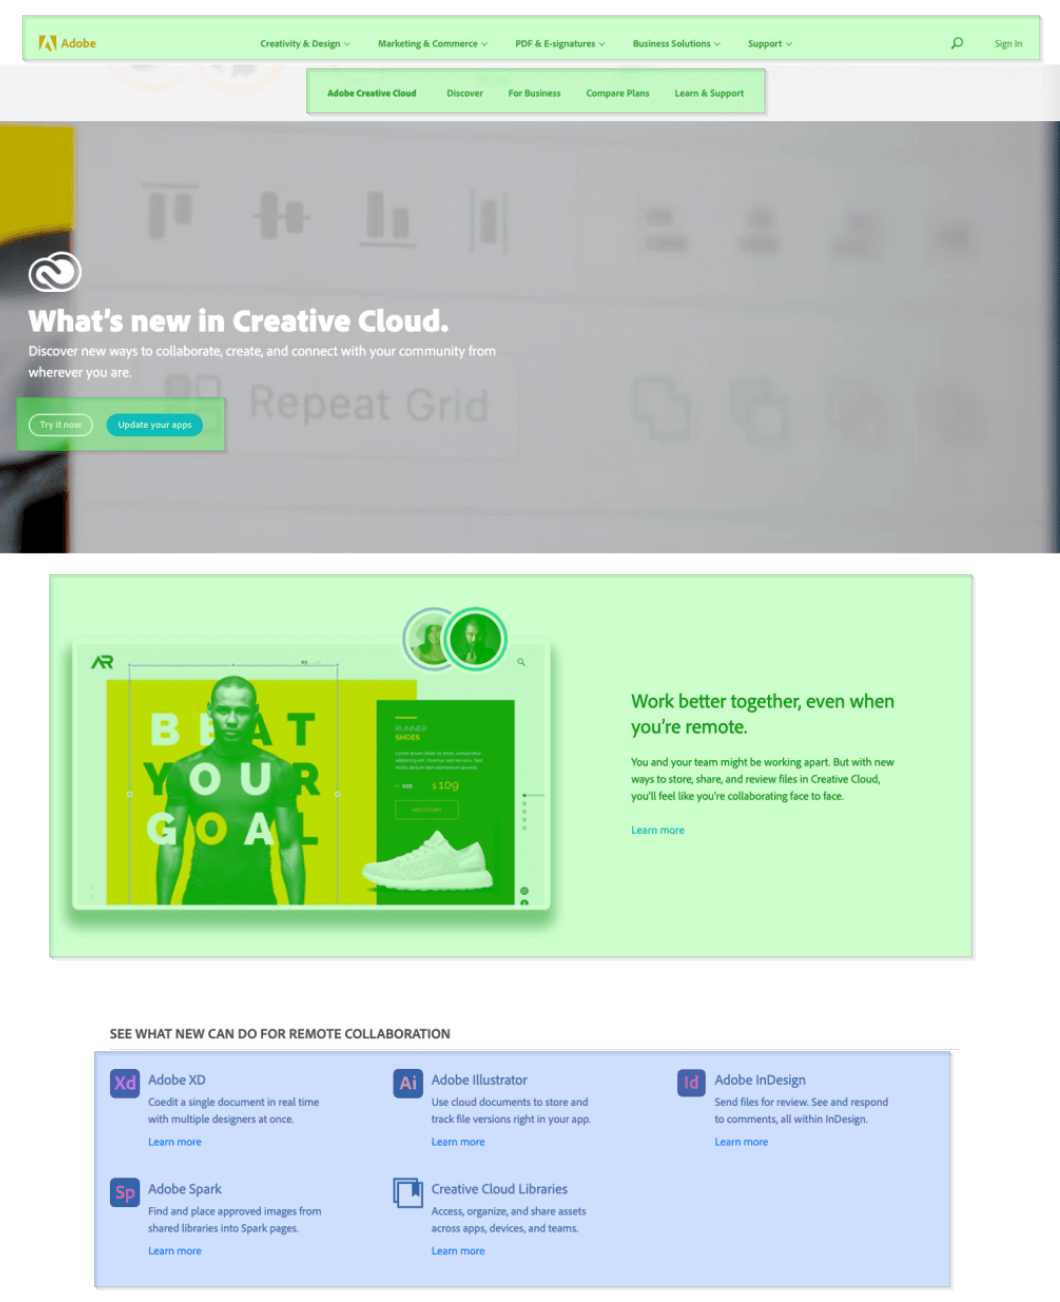 Adobe
Creativity & Design
Marketing & Commerce
PDF & E-signatures
Business Solutions
Support
Sign In
Adobe Creative Cloud
Discover
For Business
Compare Plans
Learn & Support
What's new in Creative Cloud.
Discover new ways to collaborate, create, and connect with your community from
wherever you are.
Repeat Grid
Try it now
Update your apps
AR
BEAT
YOUR
GOAL
RUNNER
SHOES
SIZE
$109
ADD TO CART
Work better together, even when
you're remote.
You and your team might be working apart. But with new
ways to store, share, and review files in Creative Cloud,
you'll feel like you're collaborating face to face.
Learn more
SEE WHAT NEW CAN DO FOR REMOTE COLLABORATION
Xd
Adobe XD
Coedit a single document in real time
with multiple designers at once.
Learn more
Ai
Adobe Illustrator
Use cloud documents to store and
track file versions right in your app.
Learn more
Id
Adobe InDesign
Send files for review. See and respond
to comments, all within InDesign.
Learn more
Sp
Adobe Spark
Find and place approved images from
shared libraries into Spark pages.
Learn more
Creative Cloud Libraries
Access, organize, and share assets
across apps, devices, and teams.
Learn more